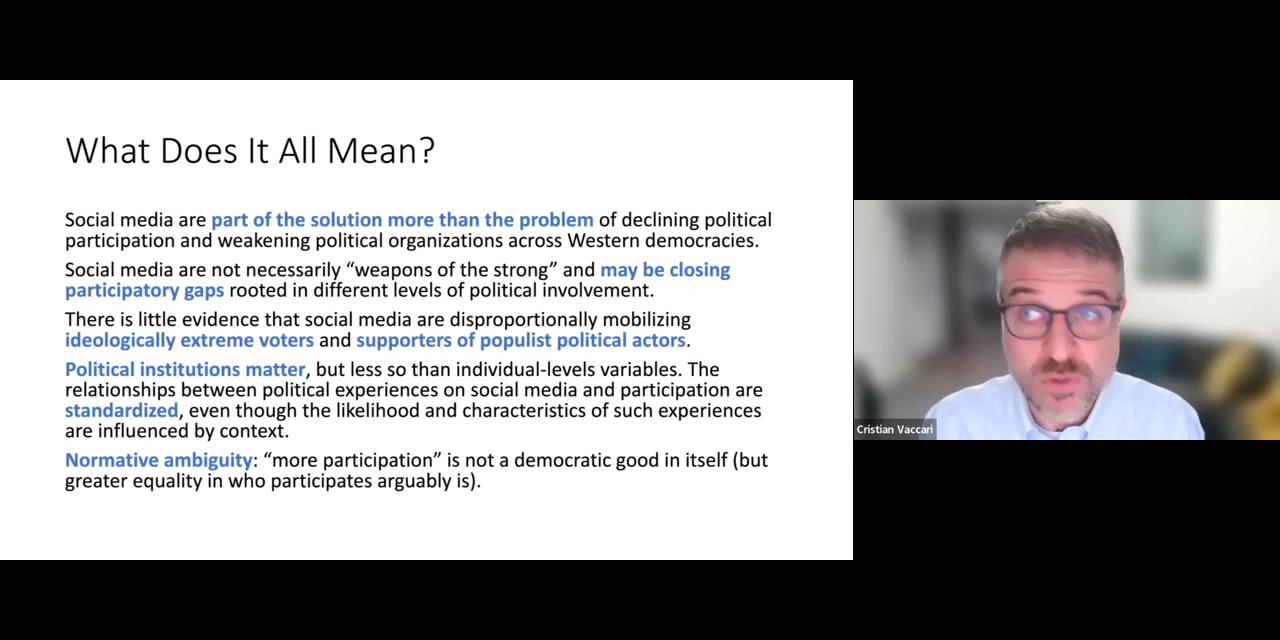 What Does It All Mean?
Social media are part of the solution more than the problem of declining political
participation and weakening political organizations across Western democracies.
Social media are not necessarily “weapons of the strong” and may be closing
participatory gaps rooted in different levels of political involvement.
There is little evidence that social media are disproportionally mobilizing
ideologically extreme voters and supporters of populist political actors.
Political institutions matter, but less so than individual-levels variables. The
relationships between political experiences on social media and participation are
standardized, even though the likelihood and characteristics of such experiences
are influenced by context.
Normative ambiguity: “more participation” is not a democratic good in itself (but
greater equality in who participates arguably is).
Cristian Vaccari